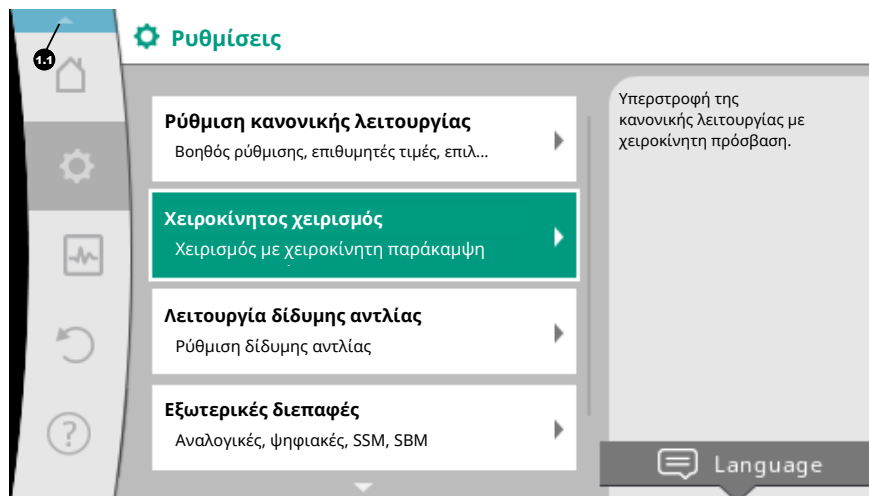 1.1
Ρυθμίσεις
Ρύθμιση κανονικής λειτουργίας
Βοηθός ρύθμισης, επιθυμητές τιμές, επιλ...
Χειροκίνητος χειρισμός
Χειρισμός με χειροκίνητη παράκαμψη
Λειτουργία δίδυμης αντλίας
Ρύθμιση δίδυμης αντλίας
Εξωτερικές διεπαφές
Αναλογικές, ψηφιακές, SSM, SBM
Υπερστροφή της
κανονικής λειτουργίας με
χειροκίνητη πρόσβαση.
Language